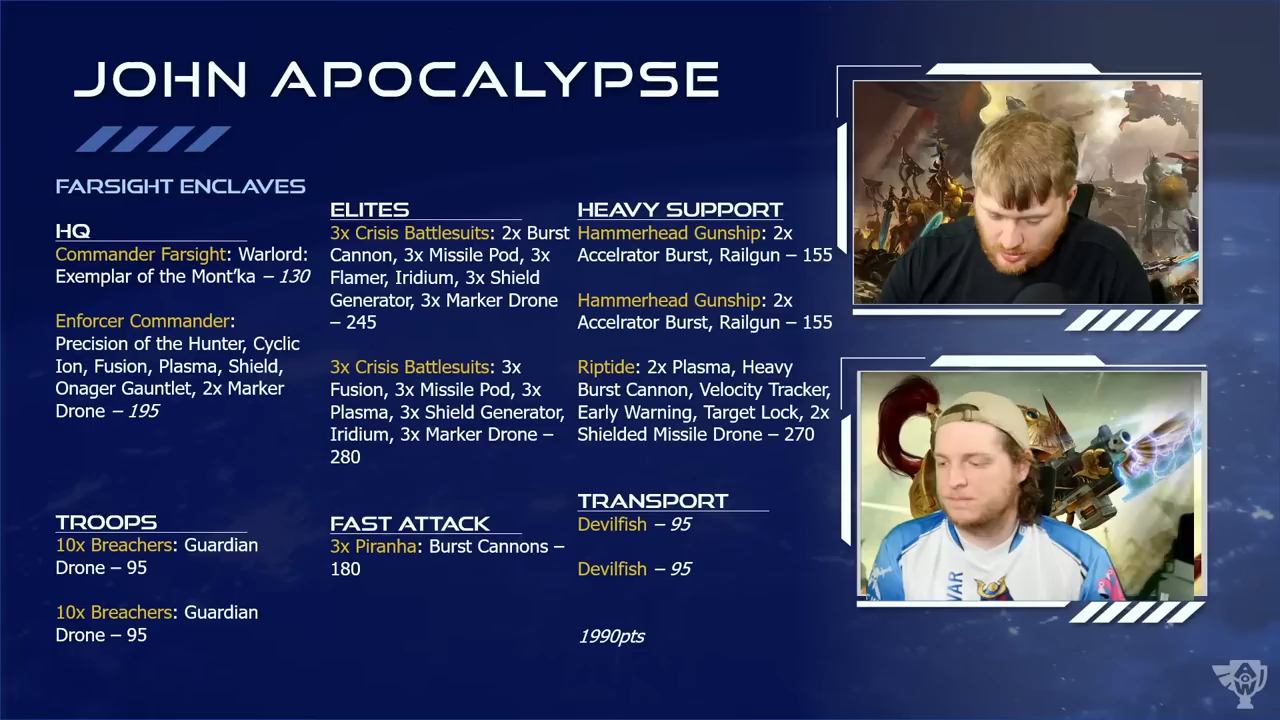 JOHN APOCALYPSE
FARSIGHT ENCLAVES
HQ
Commander Farsight: Warlord:
Exemplar of the Mont'ka – 130
Enforcer Commander:
Precision of the Hunter, Cyclic
Ion, Fusion, Plasma, Shield,
Onager Gauntlet, 2x Marker
Drone – 195
TROOPS
10x Breachers: Guardian
Drone – 95
10x Breachers: Guardian
Drone – 95
ELITES
3x Crisis Battlesuits: 2x Burst
Cannon, 3x Missile Pod, 3x
Flamer, Iridium, 3x Shield
Generator, 3x Marker Drone
– 245
3x Crisis Battlesuits: 3x
Fusion, 3x Missile Pod, 3x
Plasma, 3x Shield Generator,
Iridium, 3x Marker Drone –
280
FAST ATTACK
3x Piranha: Burst Cannons –
180
HEAVY SUPPORT
Hammerhead Gunship: 2x
Accelrator Burst, Railgun – 155
Hammerhead Gunship: 2x
Accelrator Burst, Railgun – 155
Riptide: 2x Plasma, Heavy
Burst Cannon, Velocity Tracker,
Early Warning, Target Lock, 2x
Shielded Missile Drone – 270
TRANSPORT
Devilfish – 95
Devilfish – 95
1990pts
VAR
AOW